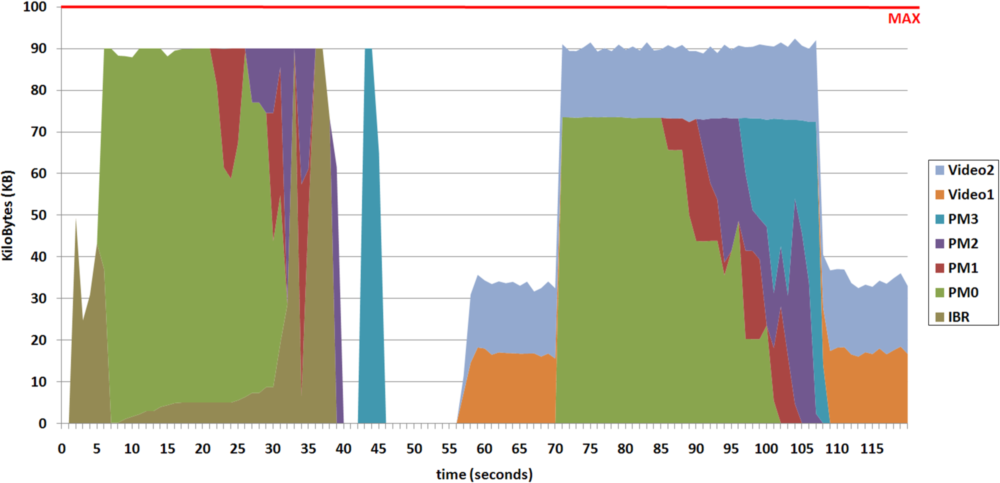 100
MAX
90
80
70
60
50
40
30
20
10
0
KiloBytes (KB)
0 5 10 15 20 25 30 35 40 45 50 55 60 65 70 75 80 85 90 95 100 105 110 115
time (seconds)
Video2
Video1
PM3
PM2
PM1
PM0
IBR